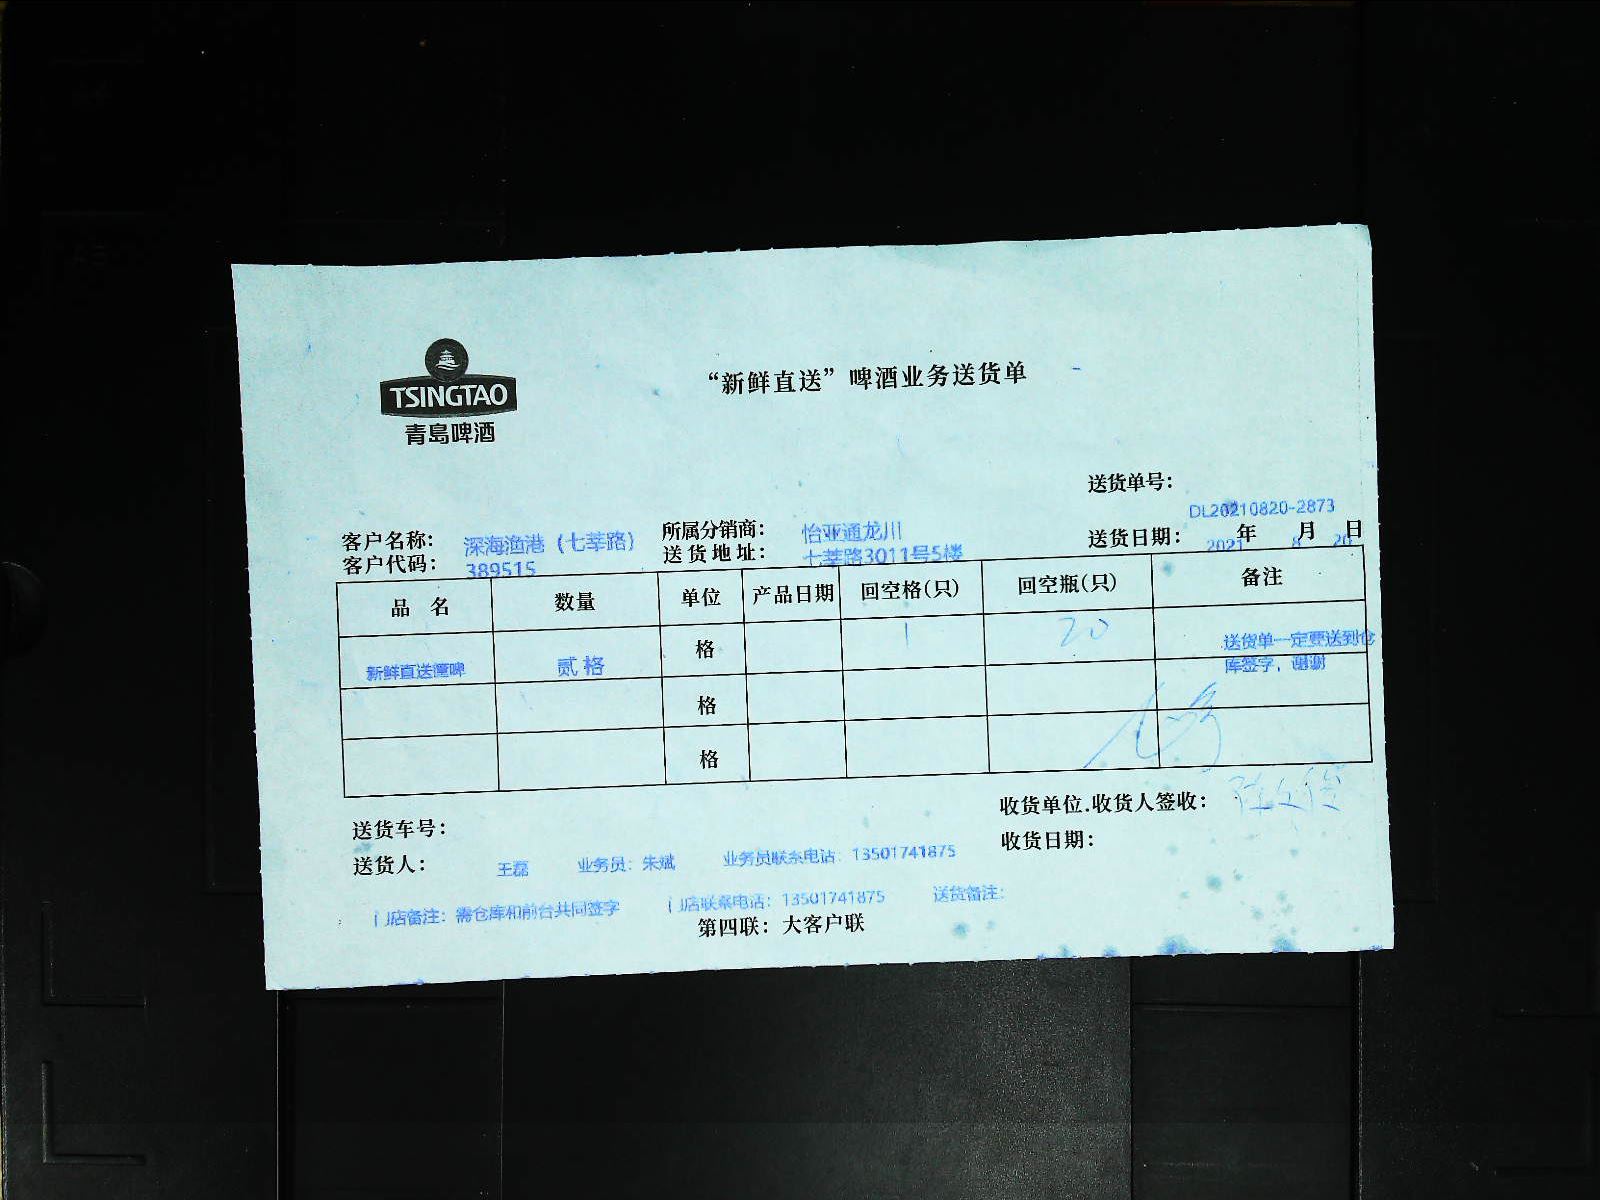 TSINGTAO
青岛啤酒
“新鲜直送”啤酒业务送货单
送货单号：
DL20210820-2873
客户名称： 深海渔港（七莘路） 所属分销商： 怡亚通龙川 送货日期： 2021 年 8 月 20 日
客户代码： 389515 送货地址： 七莘路3011号5楼
品 名 数量 单位 产品日期 回空格(只) 回空瓶(只) 备注
新鲜直送 贰格 格 1 20 送货单一定要送到仓
库签字，谢谢
格
格
送货车号： 收货单位.收货人签收：
送货人： 王磊 业务员：朱斌 业务员联系电话：13501741875 收货日期：
门店备注：需仓库和前台共同签字 门店联系电话：13501741875 送货备注：
第四联：大客户联